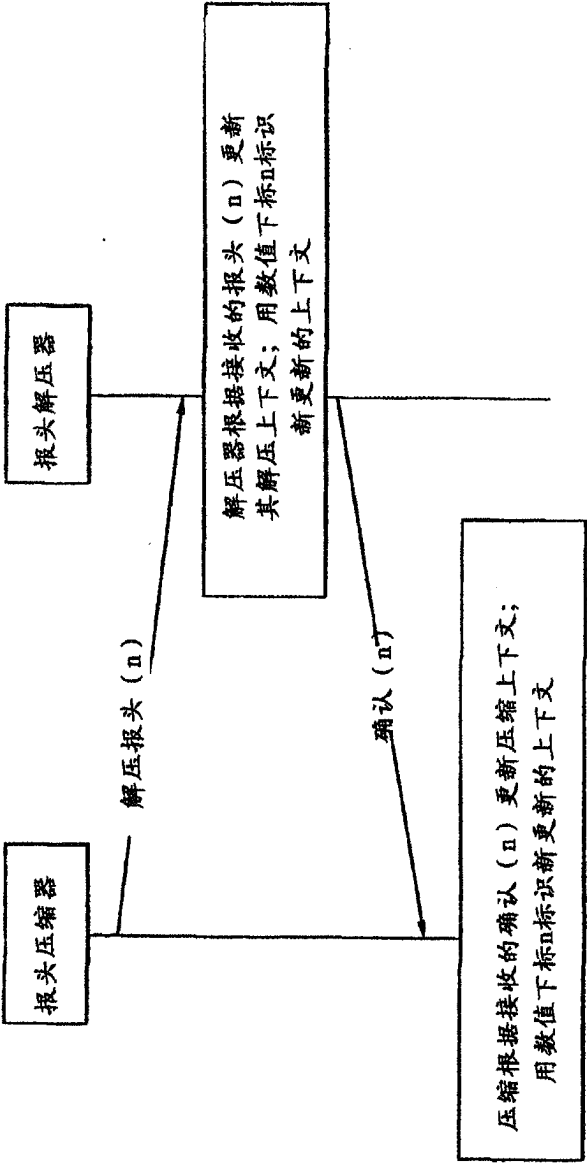 报头压缩器
报头解压器
解压报头(n)
解压器根据接收的报头(n)更新
其解压上下文;用数值下标n标识
新更新的上下文
确认(n)
压缩根据接收的确认(n)更新压缩上下文;
用数值下标n标识新更新的上下文